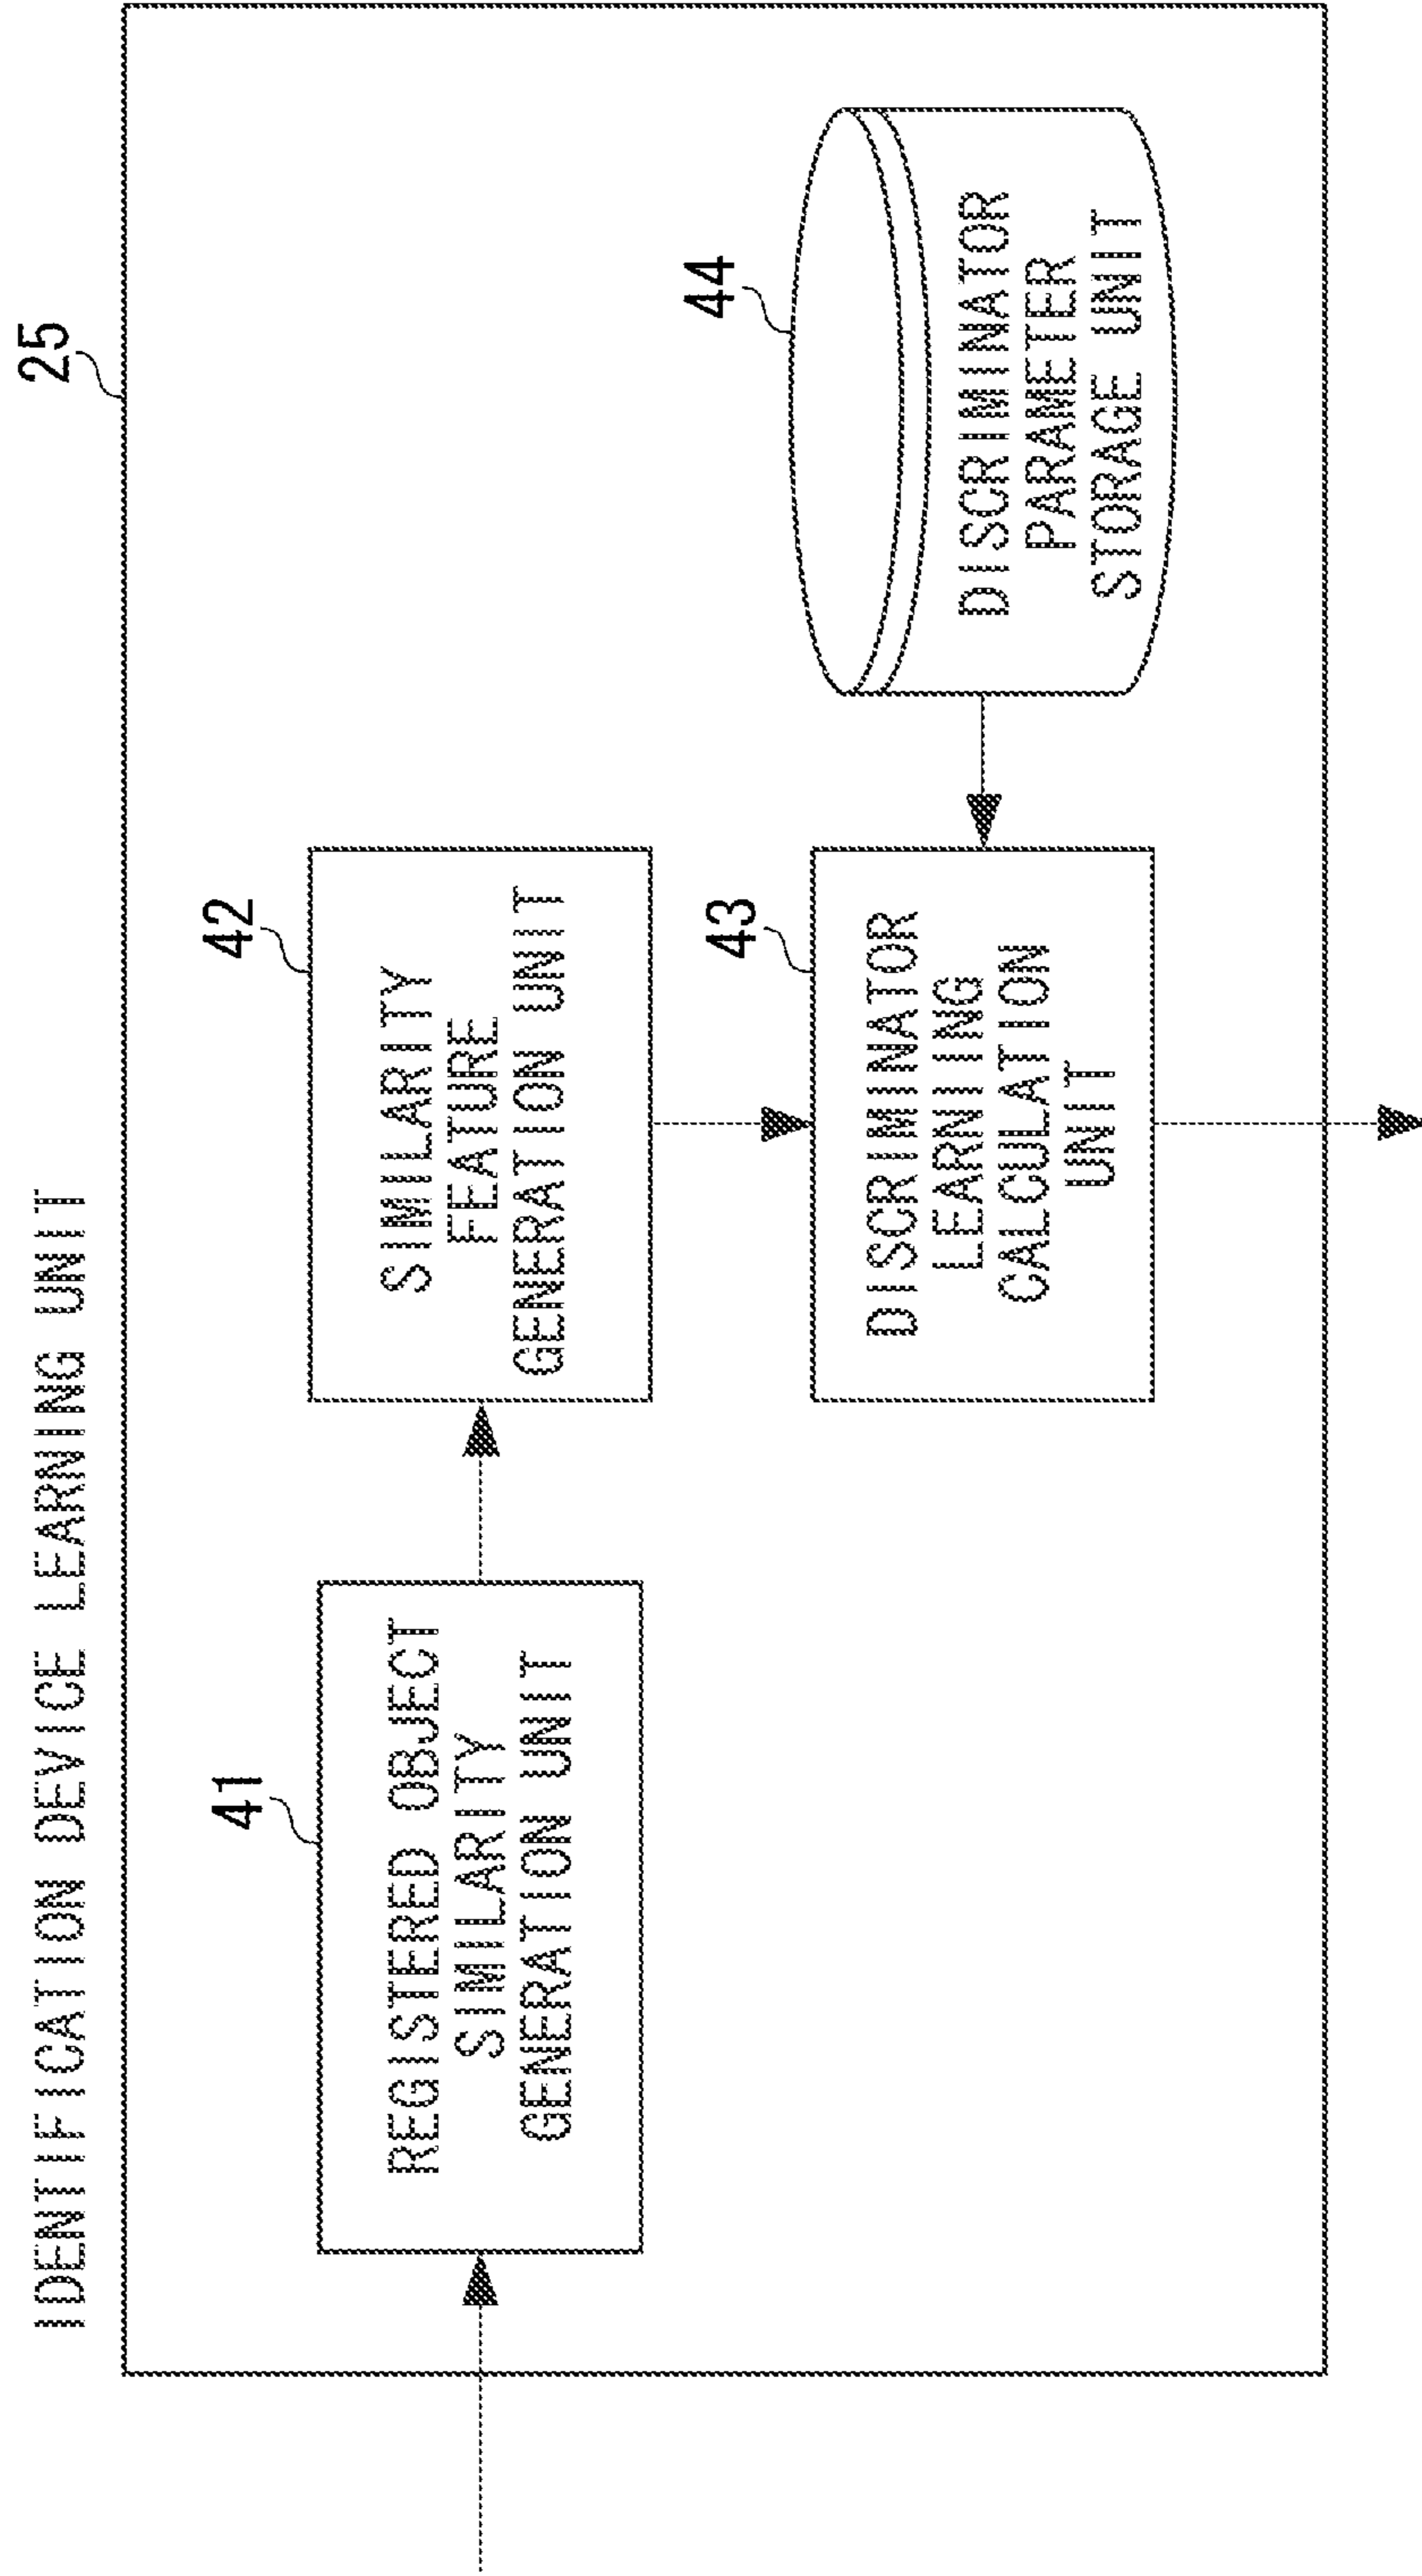 IDENTIFICATION DEVICE LEARNING UNIT
25
41
REGISTERED OBJECT
SIMILARITY
GENERATION UNIT
42
SIMILARITY
FEATURE
GENERATION UNIT
43
DISCRIMINATOR
LEARNING
CALCULATION
UNIT
44
DISCRIMINATOR
PARAMETER
STORAGE UNIT